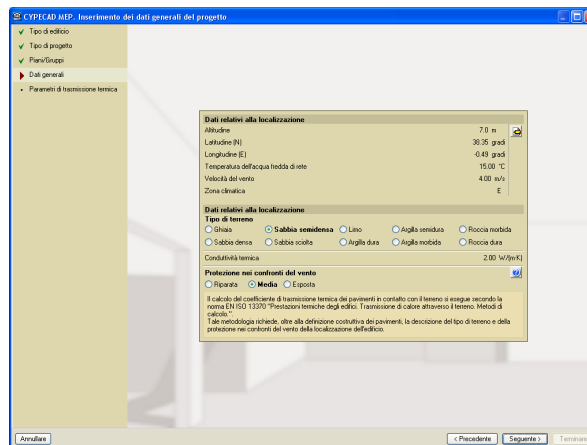 CYPECAD MEP. Inserimento dei dati generali del progetto
Tipo di edificio
Tipo di progetto
Piani/Gruppi
Dati generali
Parametri di trasmissione termica
Dati relativi alla localizzazione
Altitudine 7.0 m
Latitudine (N) 38.35 gradi
Longitudine (E) -0.49 gradi
Temperatura dell'acqua fredda di rete 15.00 °C
Velocità del vento 4.00 m/s
Zona climatica E
Dati relativi alla localizzazione
Tipo di terreno
Ghiaia Sabbia semidensa Limo Argilla semidura Roccia morbida
Sabbia densa Sabbia sciolta Argilla dura Argilla morbida Roccia dura
Conduttività termica 2.00 W/(m·K)
Protezione nei confronti del vento
Riparata Media Esposta
Il calcolo del coefficiente di trasmissione termica dei pavimenti in contatto con il terreno si esegue secondo la
norma EN ISO 13370 "Prestazioni termiche degli edifici. Trasmissione di calore attraverso il terreno. Metodi di
calcolo.".
Tale metodologia richiede, oltre alla definizione costruttiva dei pavimenti, la descrizione del tipo di terreno e della
protezione nei confronti del vento della localizzazione dell'edificio.
Annullare < Precedente Seguente > Terminare